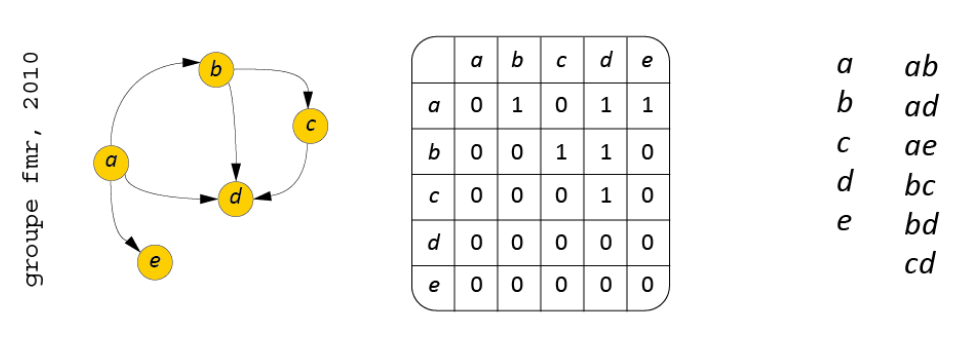 groupe fmr, 2010
b
c
a
d
e
a b c d e
a 0 1 0 1 1
b 0 0 1 1 0
c 0 0 0 1 0
d 0 0 0 0 0
e 0 0 0 0 0
a ab
b ad
c ae
d bc
e bd
cd